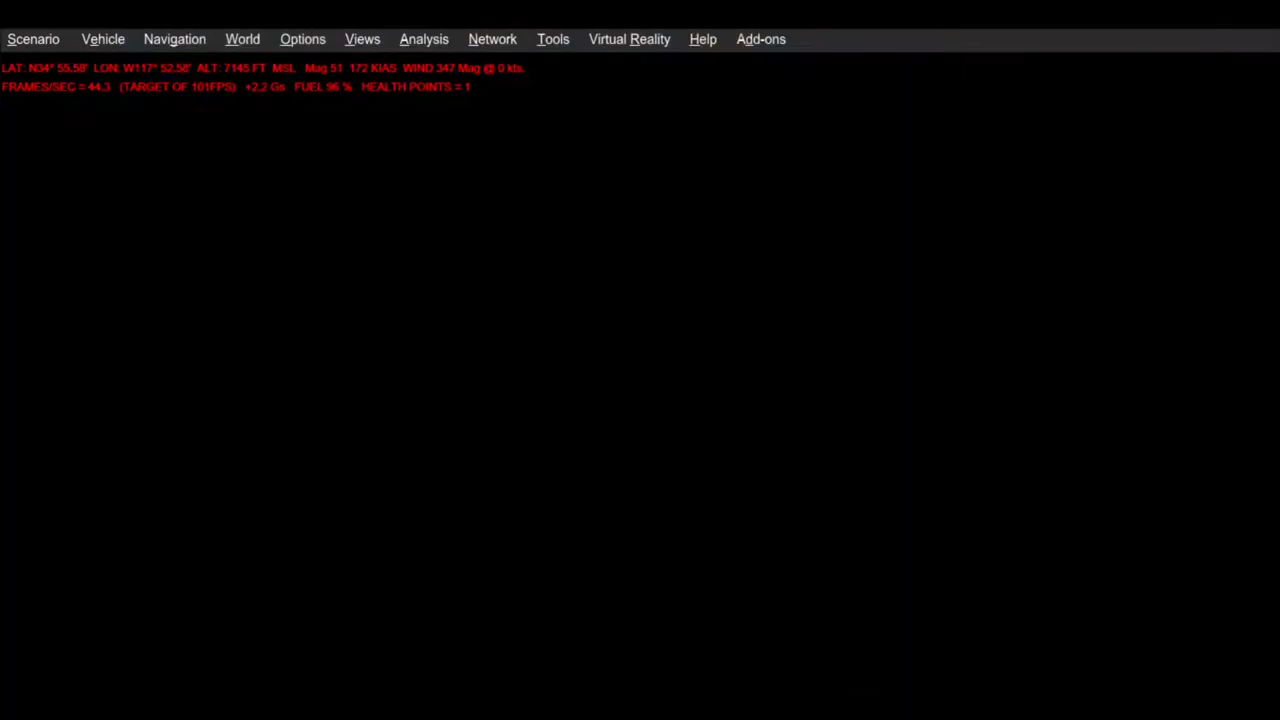 Scenario Vehicle Navigation World Options Views Analysis Network Tools Virtual Reality Help Add-ons
LAT: N34° 55.58' LON: W117° 52.58' ALT: 7145 FT MSL Mag 51 172 KIAS WIND 347 Mag @ 0 kts.
FRAMES/SEC = 44.3 (TARGET OF 101FPS) +2.2 Gs FUEL 96 % HEALTH POINTS = 1